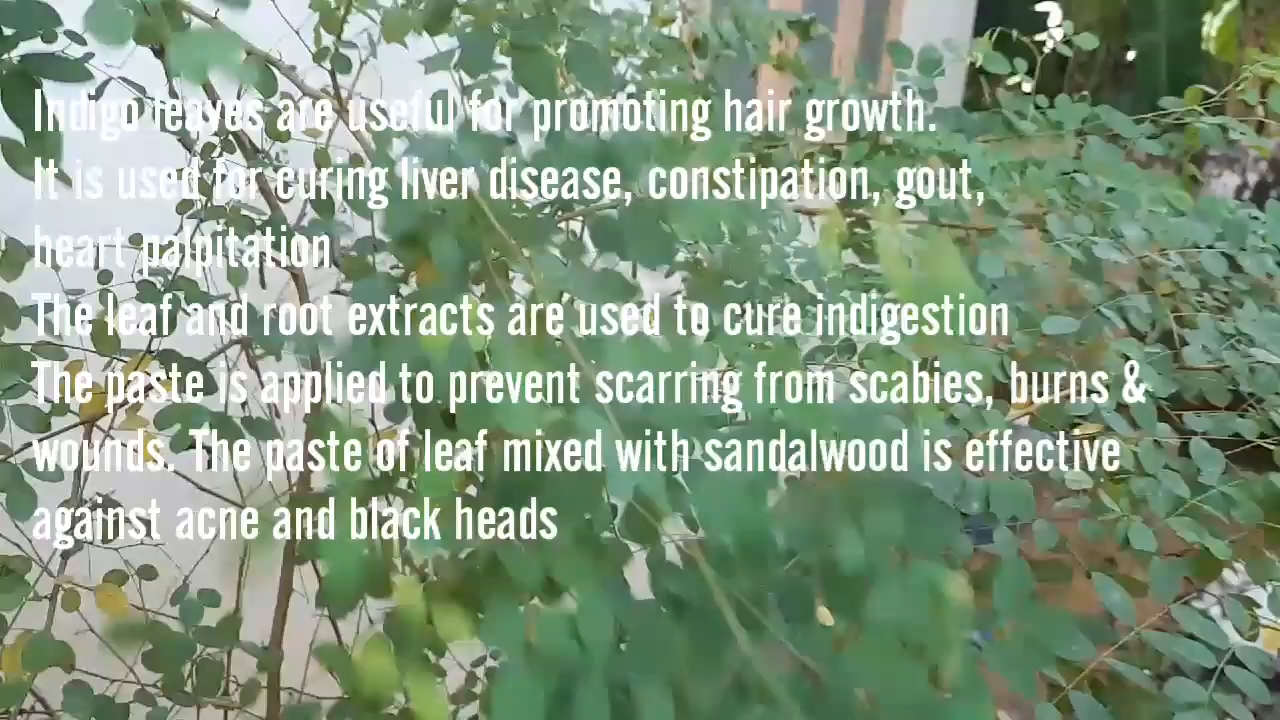 Indigo leaves are useful for promoting hair growth.
It is used for curing liver disease, constipation, gout,
heart palpitation
The leaf and root extracts are used to cure indigestion
The paste is applied to prevent scarring from scabies, burns &
wounds. The paste of leaf mixed with sandalwood is effective
against acne and black heads